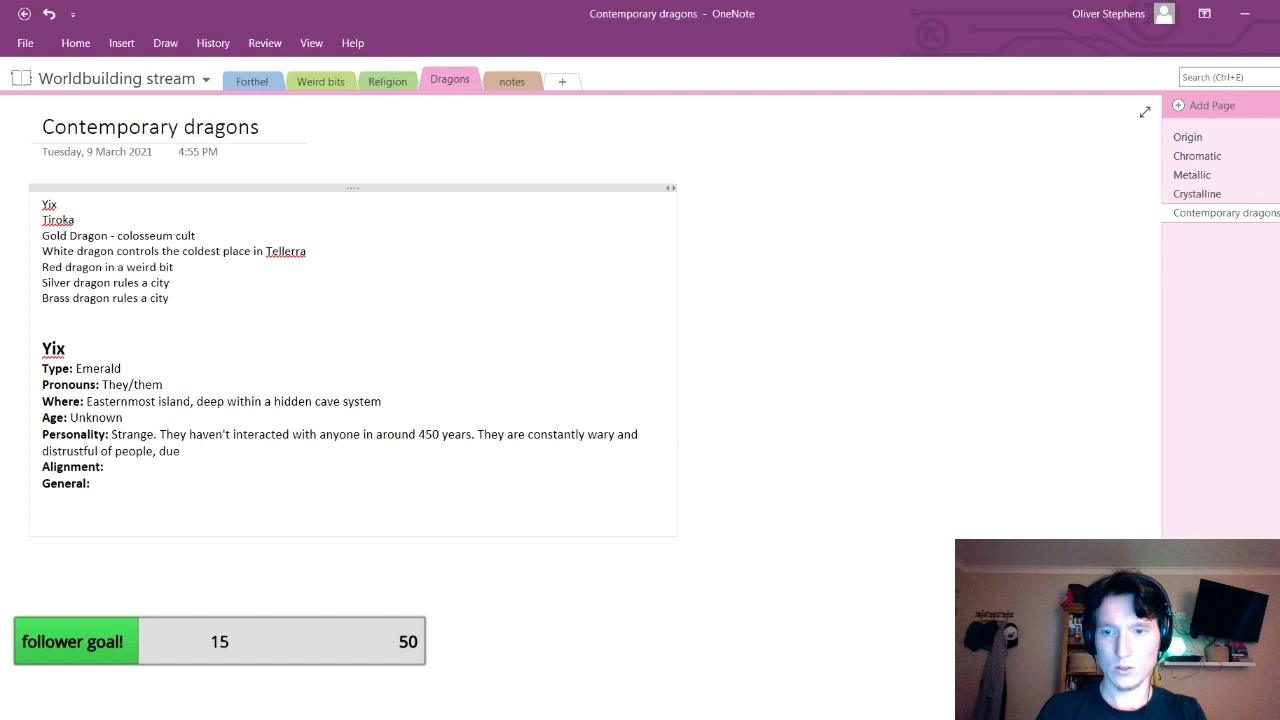 Contemporary dragons - OneNote
Oliver Stephens
File Home Insert Draw History Review View Help
Worldbuilding stream
Forthel Weird bits Religion Dragons notes +
Search (Ctrl+E)
Contemporary dragons
Tuesday, 9 March 2021 4:55 PM
Add Page
Origin
Chromatic
Metallic
Crystalline
Contemporary dragons
Yix
Tiroka
Gold Dragon - colosseum cult
White dragon controls the coldest place in Tellerra
Red dragon in a weird bit
Silver dragon rules a city
Brass dragon rules a city
Yix
Type: Emerald
Pronouns: They/them
Where: Easternmost island, deep within a hidden cave system
Age: Unknown
Personality: Strange. They haven't interacted with anyone in around 450 years. They are constantly wary and
distrustful of people, due
Alignment:
General:
follower goal! 15 50